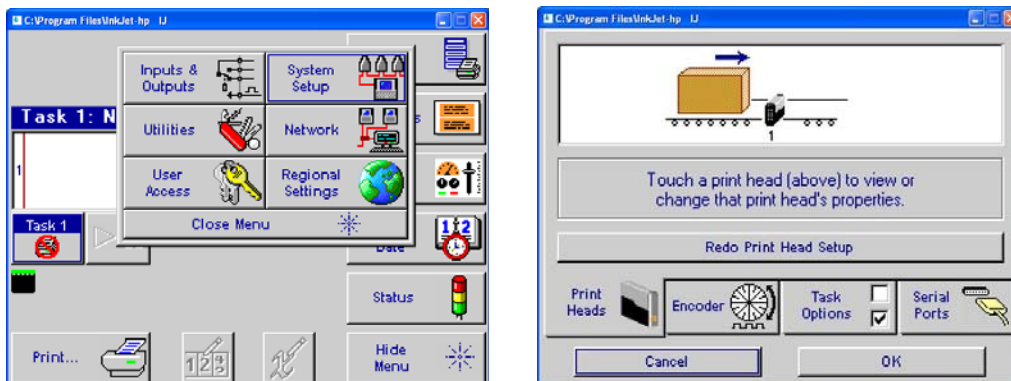 C:\Program Files\InkJet-hp IJ
Inputs &
Outputs
System
Setup
Task 1: N
Utilities
Network
s
1
User
Access
Regional
Settings
Task 1
Close Menu
1 2
Date
Status
Print...
123
Hide
Menu
C:\Program Files\InkJet-hp IJ
1
Touch a print head (above) to view or
change that print head's properties.
Redo Print Head Setup
Print
Heads
Encoder
Task
Options
Serial
Ports
Cancel
OK